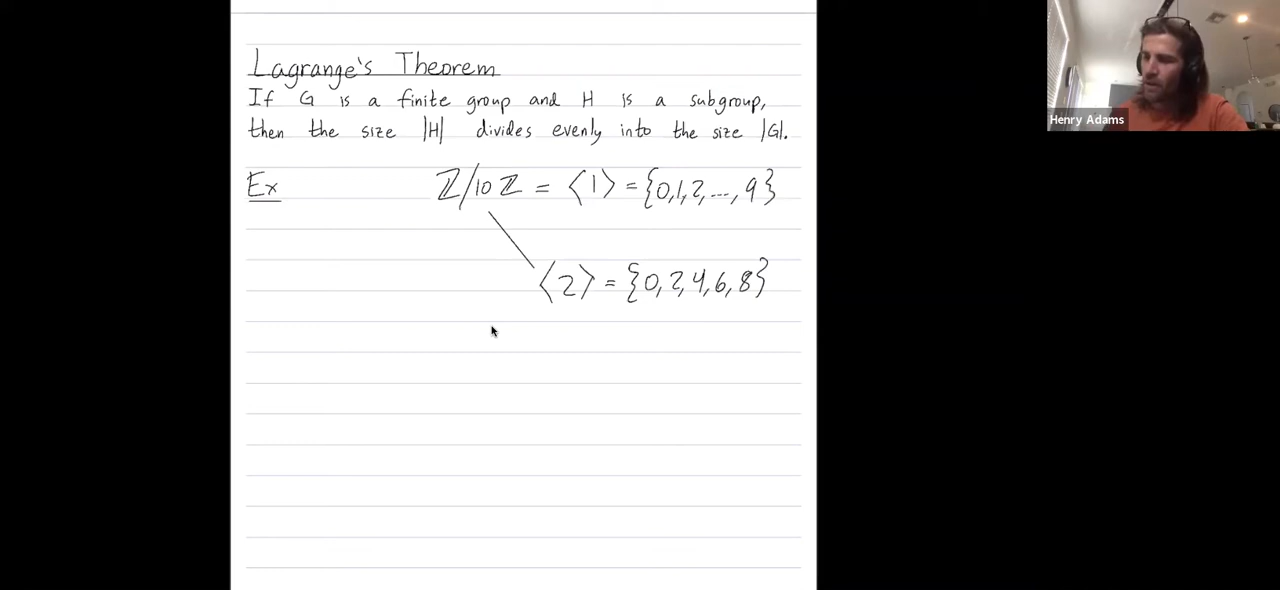 Lagrange's Theorem
If G is a finite group and H is a subgroup,
then the size |H| divides evenly into the size |G|.
Ex ℤ/10ℤ = ⟨1⟩ = {0,1,2,...,9}
⟨2⟩ = {0,2,4,6,8}
Henry Adams